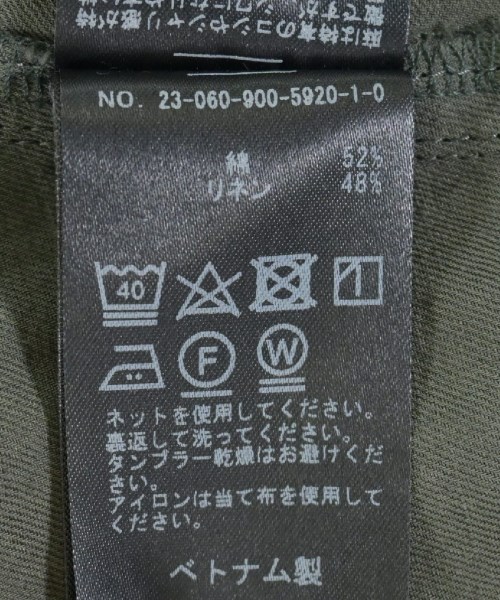 NO. 23-060-900-5920-1-0
綿 52%
リネン 48%
40
F W
ネットを使用してください。
裏返して洗ってください。
タンブラー乾燥はお避けくだ
さい。
アイロンは当て布を使用して
ください。
ベトナム製